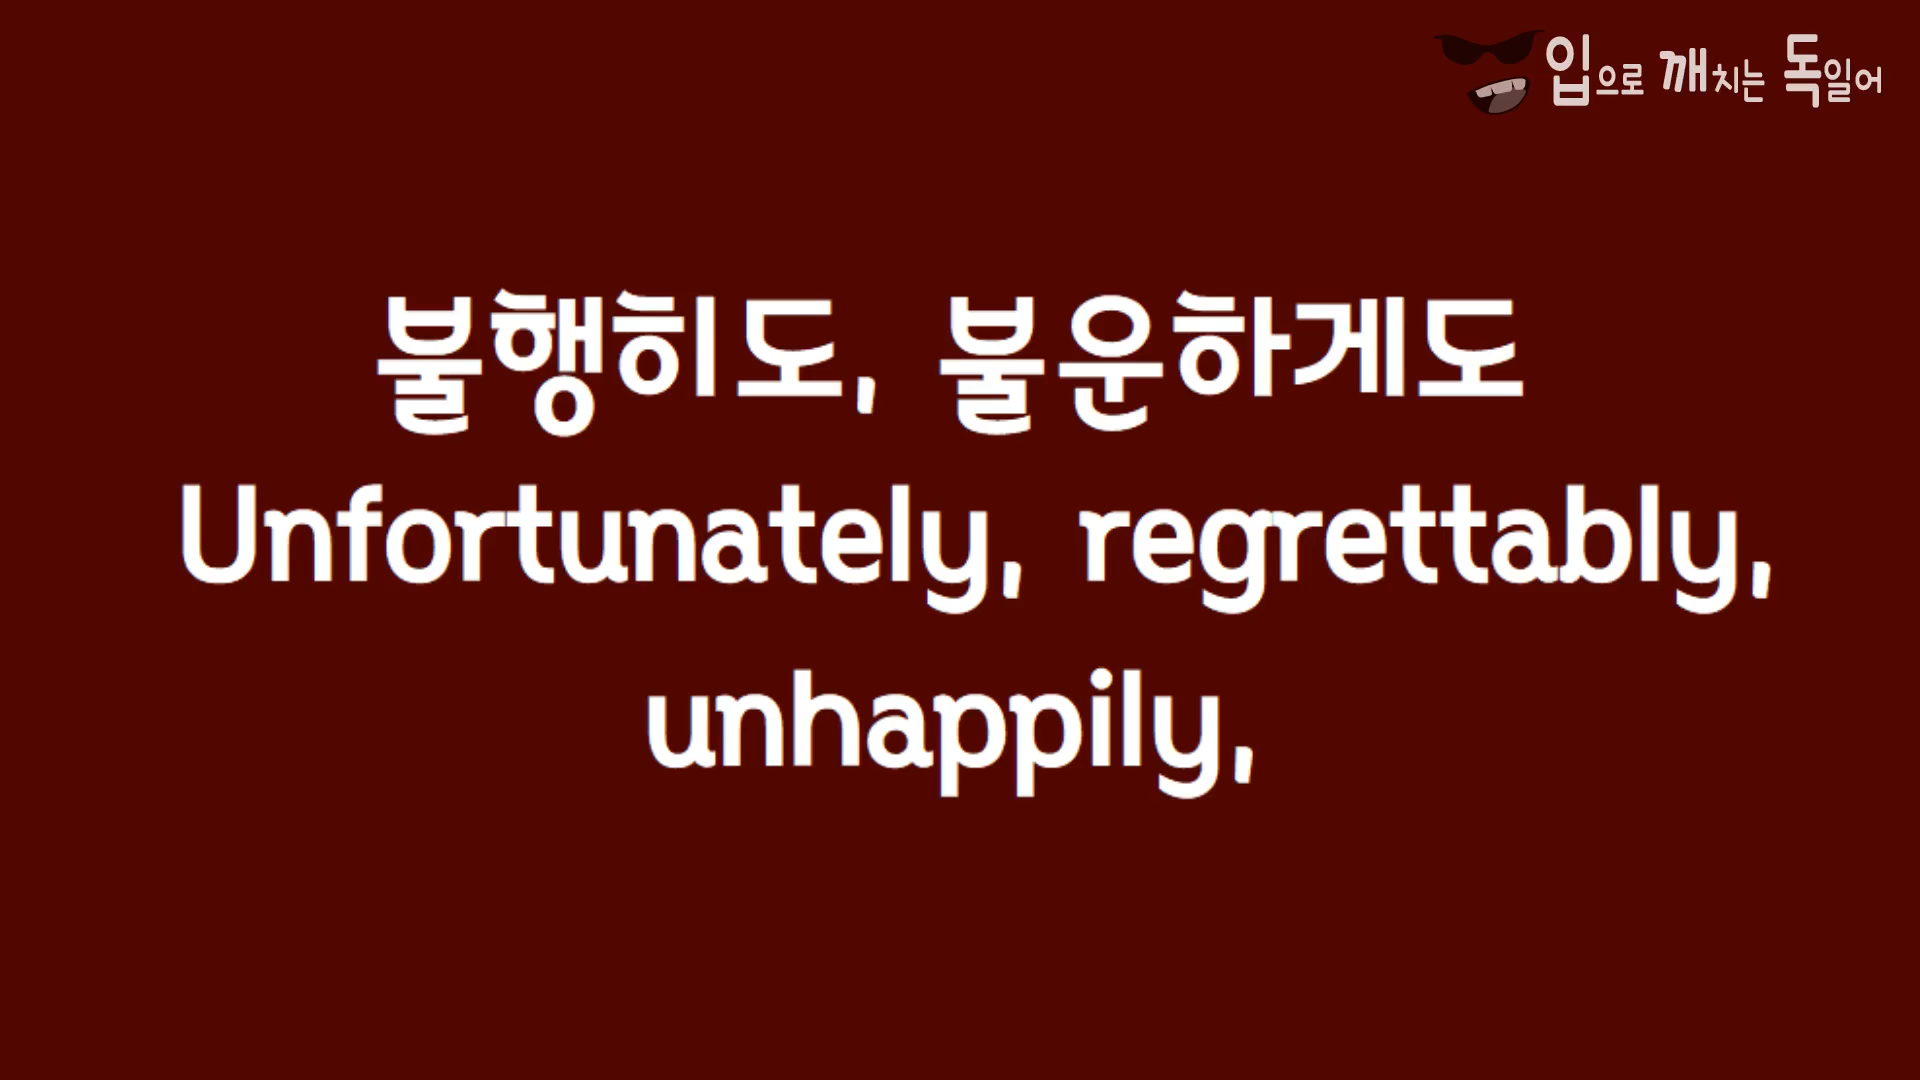 입으로 깨치는 독일어
불행히도, 불운하게도
Unfortunately, regrettably,
unhappily,